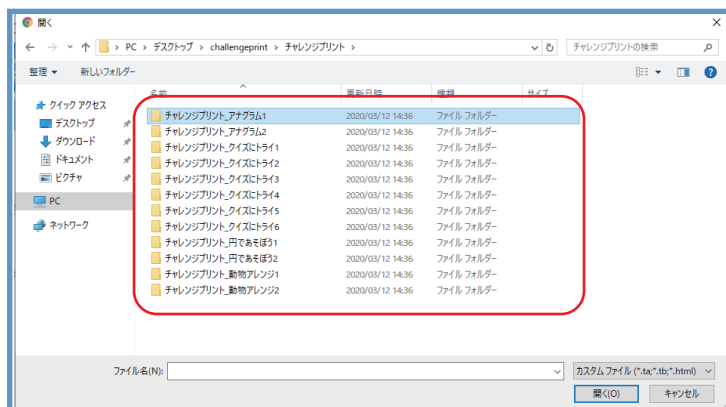 開く
PC › デスクトップ › challengeprint › チャレンジプリント ›
チャレンジプリントの検索
整理 新しいフォルダー
名前 更新日時 種類 サイズ
クイック アクセス
デスクトップ
ダウンロード
ドキュメント
ピクチャ
PC
ネットワーク
チャレンジプリント_アナグラム1 2020/03/12 14:36 ファイル フォルダー
チャレンジプリント_アナグラム2 2020/03/12 14:36 ファイル フォルダー
チャレンジプリント_クイズにトライ1 2020/03/12 14:36 ファイル フォルダー
チャレンジプリント_クイズにトライ2 2020/03/12 14:36 ファイル フォルダー
チャレンジプリント_クイズにトライ3 2020/03/12 14:36 ファイル フォルダー
チャレンジプリント_クイズにトライ4 2020/03/12 14:36 ファイル フォルダー
チャレンジプリント_クイズにトライ5 2020/03/12 14:36 ファイル フォルダー
チャレンジプリント_クイズにトライ6 2020/03/12 14:36 ファイル フォルダー
チャレンジプリント_円であそぼう1 2020/03/12 14:36 ファイル フォルダー
チャレンジプリント_円であそぼう2 2020/03/12 14:36 ファイル フォルダー
チャレンジプリント_動物アレンジ1 2020/03/12 14:36 ファイル フォルダー
チャレンジプリント_動物アレンジ2 2020/03/12 14:36 ファイル フォルダー
ファイル名(N):
カスタム ファイル (*.ta;*.tb;*.html)
開く(O) キャンセル